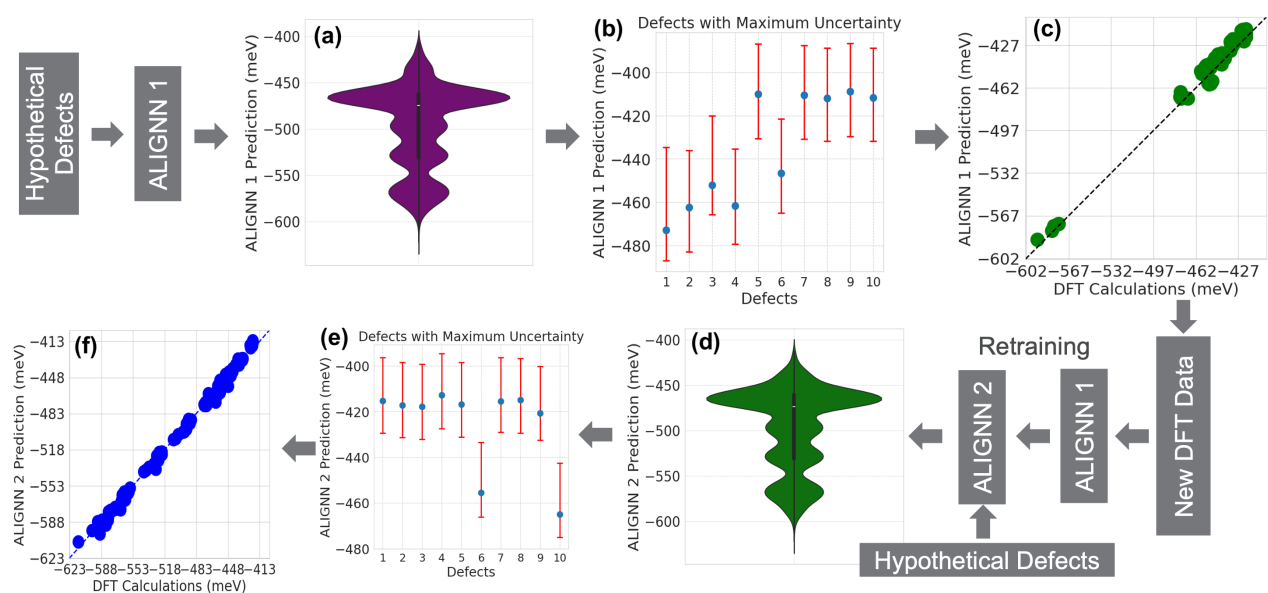 Hypothetical
Defects
ALIGNN 1
(a)
ALIGNN 1 Prediction (meV)
−400
−450
−500
−550
−600
(b)
Defects with Maximum Uncertainty
ALIGNN 1 Prediction (meV)
−400
−420
−440
−460
−480
1 2 3 4 5 6 7 8 9 10
Defects
(c)
ALIGNN 1 Prediction (meV)
−427
−462
−497
−532
−567
−602
−602−567−532−497−462−427
DFT Calculations (meV)
New DFT Data
Retraining
ALIGNN 1
ALIGNN 2
Hypothetical Defects
(d)
ALIGNN 2 Prediction (meV)
−400
−450
−500
−550
−600
(e)
Defects with Maximum Uncertainty
ALIGNN 2 Prediction (meV)
−400
−420
−440
−460
−480
1 2 3 4 5 6 7 8 9 10
Defects
(f)
ALIGNN 2 Prediction (meV)
−413
−448
−483
−518
−553
−588
−623
−623−588−553−518−483−448−413
DFT Calculations (meV)